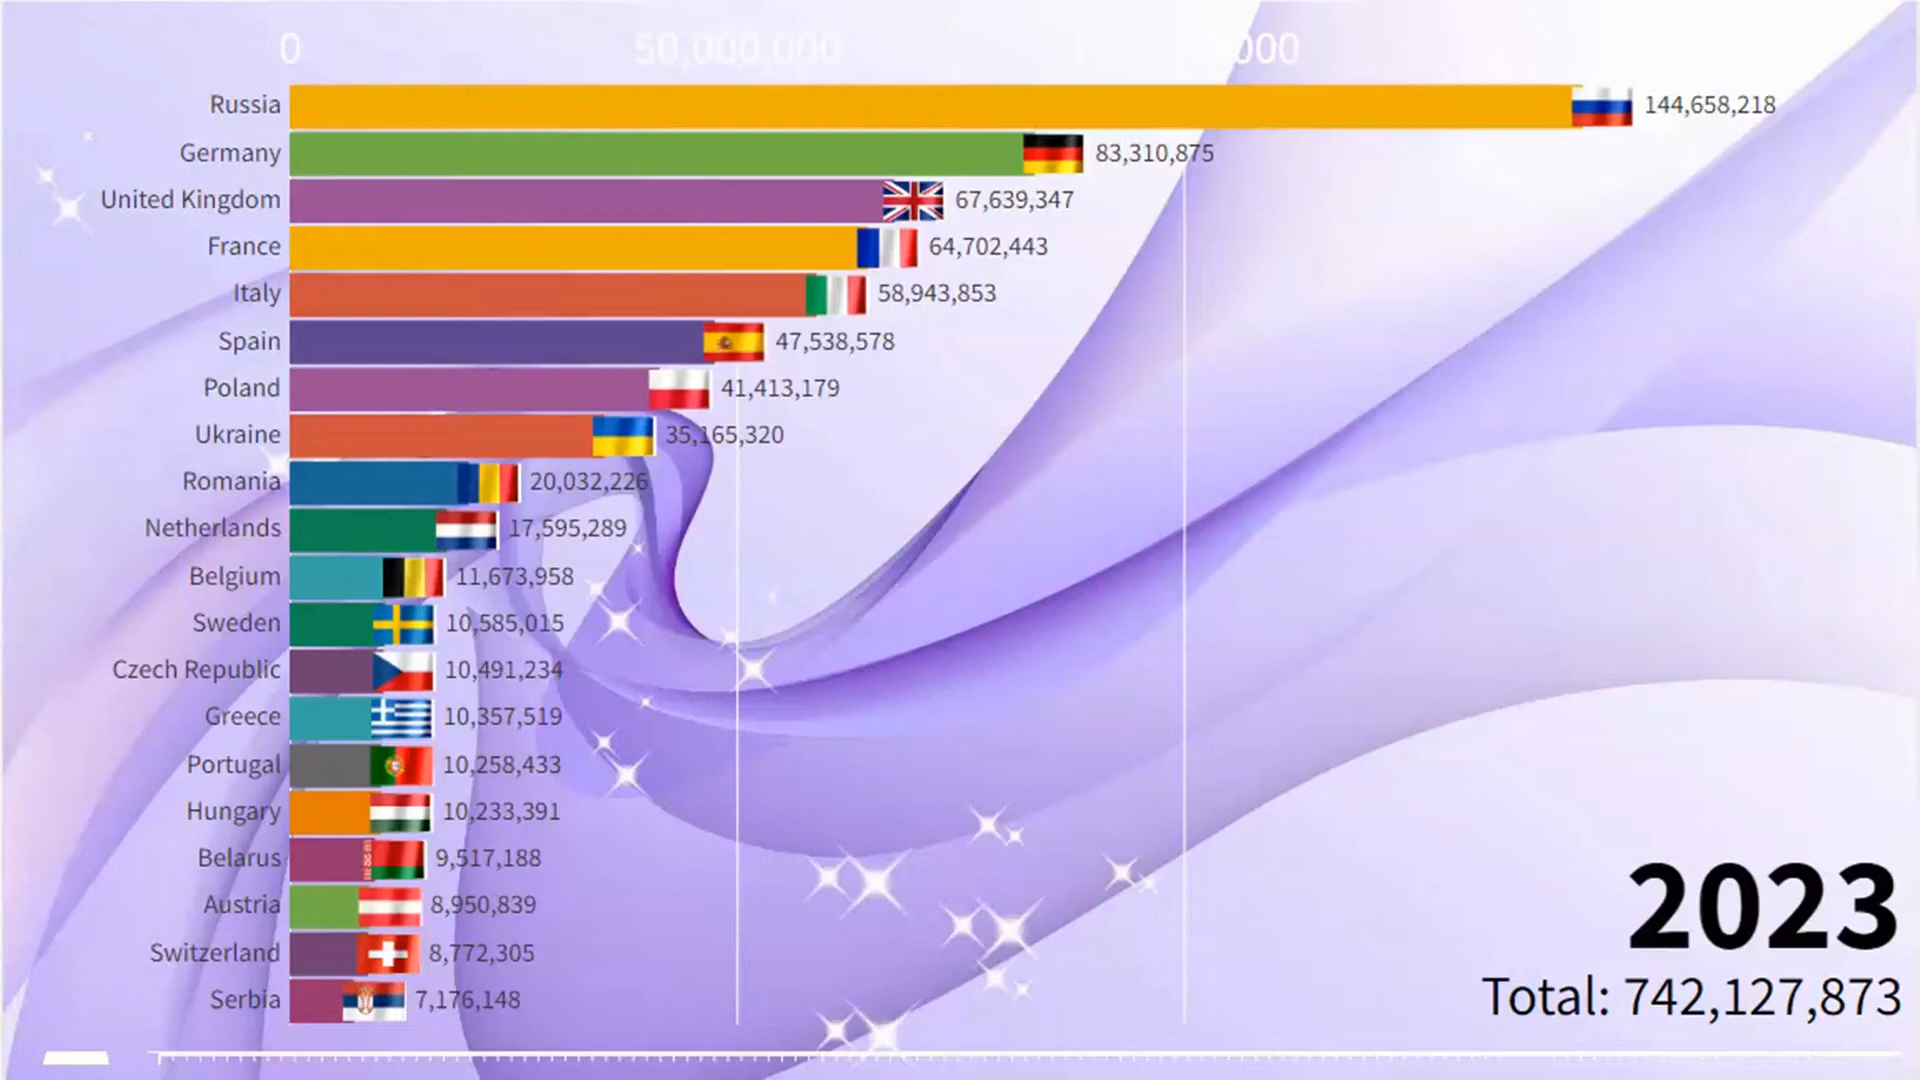 0 50,000,000 000
Russia 144,658,218
Germany 83,310,875
United Kingdom 67,639,347
France 64,702,443
Italy 58,943,853
Spain 47,538,578
Poland 41,413,179
Ukraine 35,165,320
Romania 20,032,226
Netherlands 17,595,289
Belgium 11,673,958
Sweden 10,585,015
Czech Republic 10,491,234
Greece 10,357,519
Portugal 10,258,433
Hungary 10,233,391
Belarus 9,517,188
Austria 8,950,839
Switzerland 8,772,305
Serbia 7,176,148
2023
Total: 742,127,873